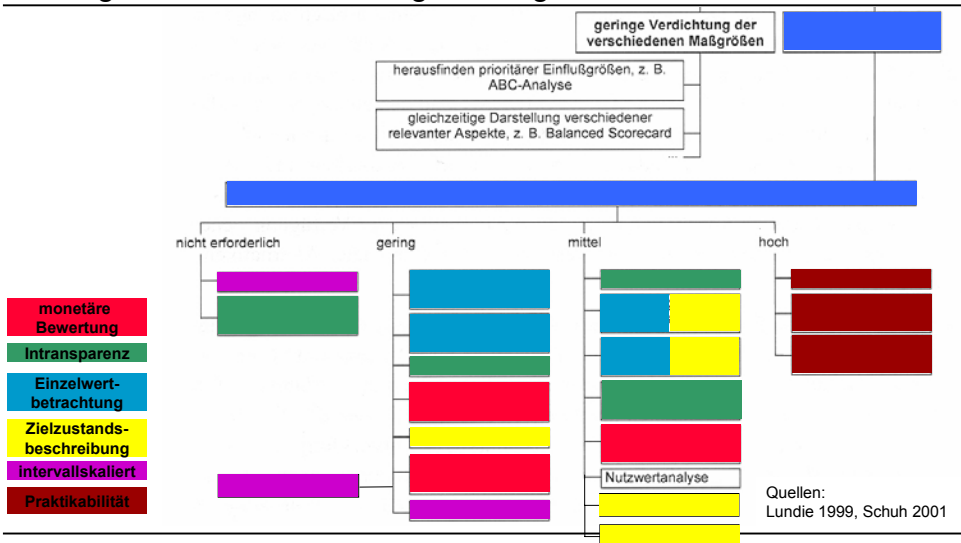 geringe Verdichtung der
verschiedenen Maßgrößen
herausfinden prioritärer Einflußgrößen, z. B.
ABC-Analyse
gleichzeitige Darstellung verschiedener
relevanter Aspekte, z. B. Balanced Scorecard
...
nicht erforderlich
gering
mittel
hoch
monetäre
Bewertung
Intransparenz
Einzelwert-
betrachtung
Zielzustands-
beschreibung
intervallskaliert
Praktikabilität
Nutzwertanalyse
Quellen:
Lundie 1999, Schuh 2001